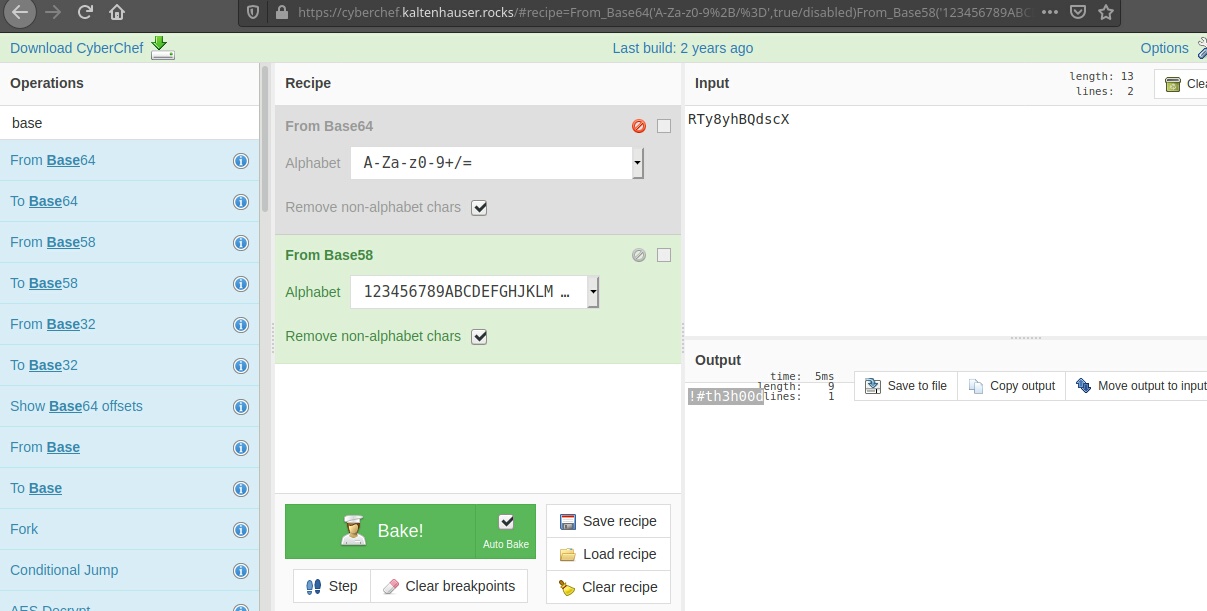 https://cyberchef.kaltenhauser.rocks/#recipe=From_Base64('A-Za-z0-9%2B/%3D',true/disabled)From_Base58('123456789ABC
Download CyberChef
Last build: 2 years ago
Options
Operations
base
From Base64
To Base64
From Base58
To Base58
From Base32
To Base32
Show Base64 offsets
From Base
To Base
Fork
Conditional Jump
AES Decrypt
Recipe
From Base64
Alphabet A-Za-z0-9+/=
Remove non-alphabet chars
From Base58
Alphabet 123456789ABCDEFGHJKLM …
Remove non-alphabet chars
Bake!
Auto Bake
Step
Clear breakpoints
Save recipe
Load recipe
Clear recipe
Input
length: 13
lines: 2
Clea
RTy8yhBQdscX
Output
time: 5ms
length: 9
lines: 1
Save to file
Copy output
Move output to input
!#th3h00d